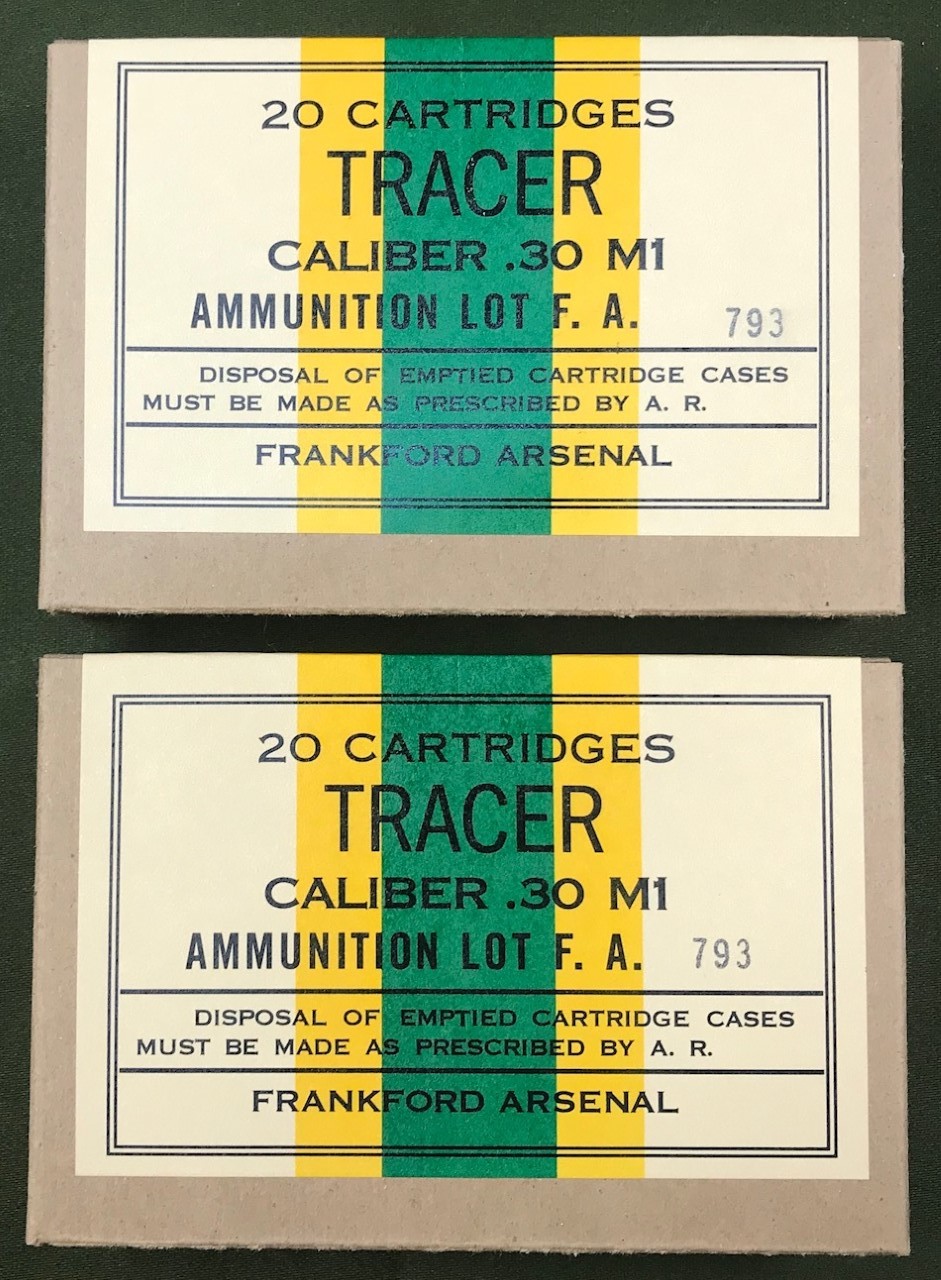 20 CARTRIDGES
TRACER
CALIBER .30 M1
AMMUNITION LOT F. A. 793
DISPOSAL OF EMPTIED CARTRIDGE CASES
MUST BE MADE AS PRESCRIBED BY A. R.
FRANKFORD ARSENAL
20 CARTRIDGES
TRACER
CALIBER .30 M1
AMMUNITION LOT F. A. 793
DISPOSAL OF EMPTIED CARTRIDGE CASES
MUST BE MADE AS PRESCRIBED BY A. R.
FRANKFORD ARSENAL